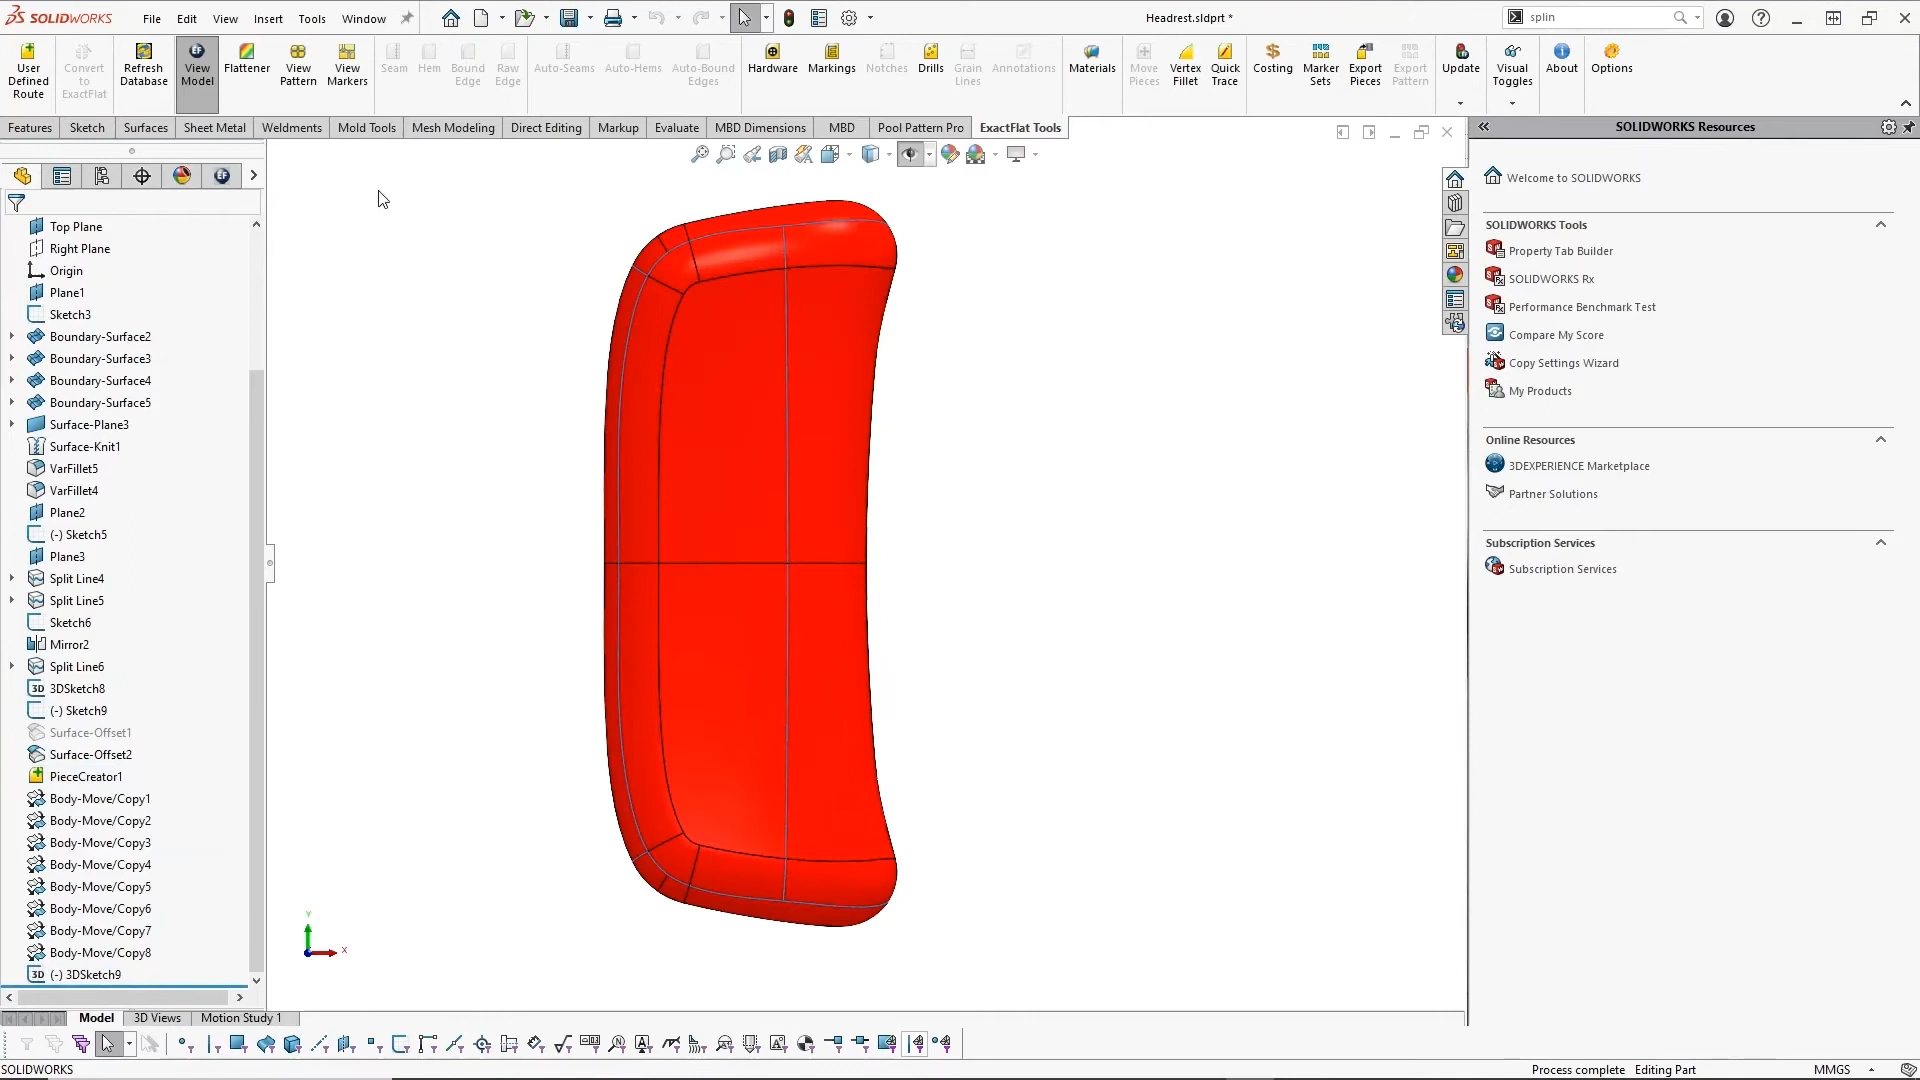 SOLIDWORKS File Edit View Insert Tools Window Headrest.sldprt * splin
User Defined Route
Convert to ExactFlat
Refresh Database
View Model
Flattener
View Pattern
View Markers
Seam
Hem
Bound Edge
Raw Edge
Auto-Seams
Auto-Hems
Auto-Bound Edges
Hardware
Markings
Notches
Drills
Grain Lines
Annotations
Materials
Move Pieces
Vertex Fillet
Quick Trace
Costing
Marker Sets
Export Pieces
Export Pattern
Update
Visual Toggles
About
Options
Features Sketch Surfaces Sheet Metal Weldments Mold Tools Mesh Modeling Direct Editing Markup Evaluate MBD Dimensions MBD Pool Pattern Pro ExactFlat Tools
Top Plane
Right Plane
Origin
Plane1
Sketch3
Boundary-Surface2
Boundary-Surface3
Boundary-Surface4
Boundary-Surface5
Surface-Plane3
Surface-Knit1
VarFillet5
VarFillet4
Plane2
(-) Sketch5
Plane3
Split Line4
Split Line5
Sketch6
Mirror2
Split Line6
3D 3DSketch8
(-) Sketch9
Surface-Offset1
Surface-Offset2
PieceCreator1
Body-Move/Copy1
Body-Move/Copy2
Body-Move/Copy3
Body-Move/Copy4
Body-Move/Copy5
Body-Move/Copy6
Body-Move/Copy7
Body-Move/Copy8
3D (-) 3DSketch9
Y
X
SOLIDWORKS Resources
Welcome to SOLIDWORKS
SOLIDWORKS Tools
Property Tab Builder
SOLIDWORKS Rx
Performance Benchmark Test
Compare My Score
Copy Settings Wizard
My Products
Online Resources
3DEXPERIENCE Marketplace
Partner Solutions
Subscription Services
Subscription Services
Model 3D Views Motion Study 1
SOLIDWORKS Process complete Editing Part MMGS